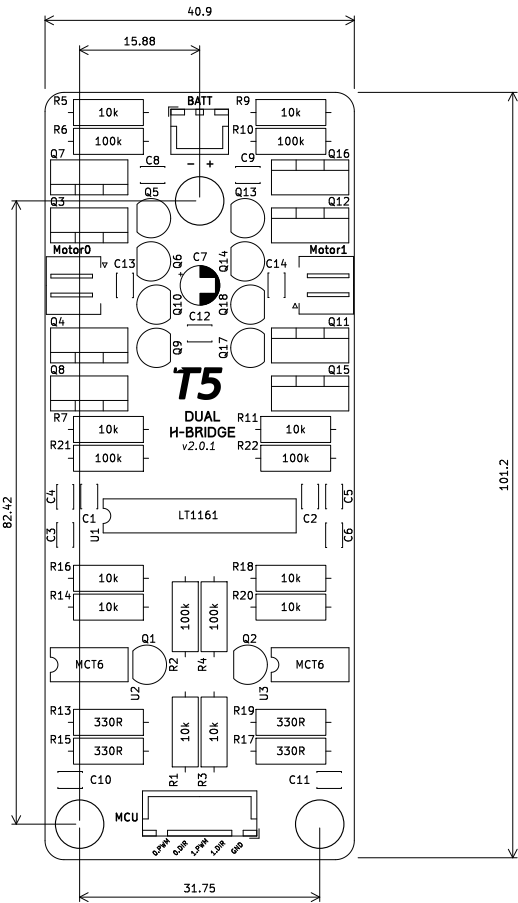 40.9
15.88
R5
10k
BATT
R9
10k
R6
100k
R10
100k
Q7
C8
- +
C9
Q16
Q3
Q5
Q13
Q12
Motor0
C13
Q6
C7
Q14
C14
Motor1
Q10
Q18
C12
Q4
Q9
Q17
Q11
Q8
T5
Q15
DUAL
H-BRIDGE
v2.0.1
R7
10k
R11
10k
R21
100k
R22
100k
82.42
101.2
C4
C1
C2
C5
C3
U1
LT1161
C6
R16
10k
R18
10k
R14
10k
R20
10k
100k
100k
R2
R4
Q1
Q2
MCT6
MCT6
U2
U3
R13
330R
R19
330R
R15
330R
R17
330R
10k
10k
R1
R3
C10
C11
MCU
0.PWM
0.DIR
1.PWM
1.DIR
GND
31.75